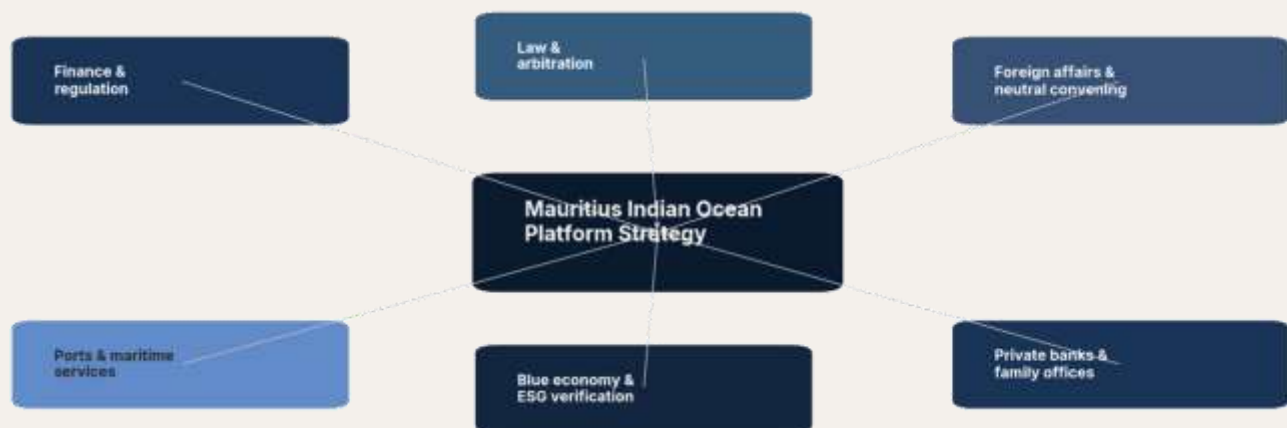 Finance &
regulation
Law &
arbitration
Foreign affairs &
neutral convening
Mauritius Indian Ocean
Platform Strategy
Ports & maritime
services
Blue economy &
ESG verification
Private banks &
family offices